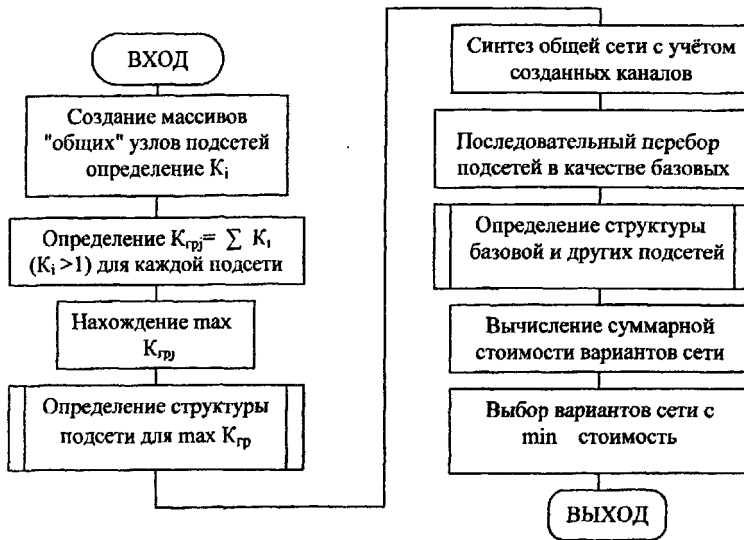 ВХОД
Создание массивов
"общих" узлов подсетей
определение Kᵢ
Определение Kгрj= ∑ Kᵢ
(Kᵢ >1) для каждой подсети
Нахождение max
Kгрj
Определение структуры
подсети для max Kгр
Синтез общей сети с учётом
созданных каналов
Последовательный перебор
подсетей в качестве базовых
Определение структуры
базовой и других подсетей
Вычисление суммарной
стоимости вариантов сети
Выбор вариантов сети с
min стоимость
ВЫХОД